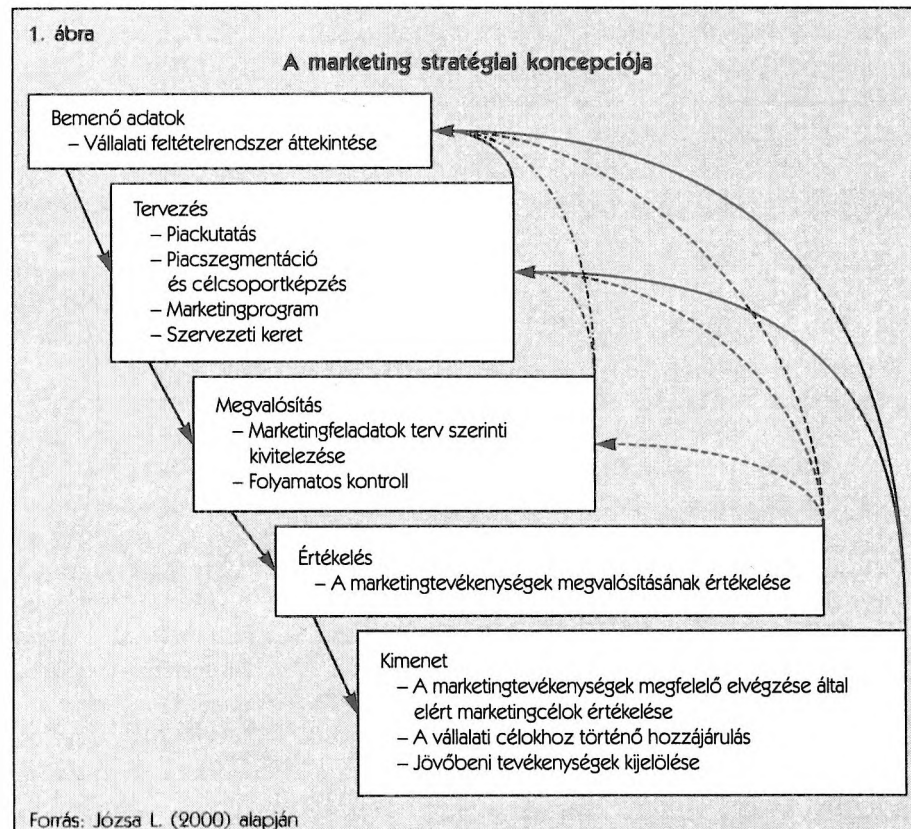 1. ábra
A marketing stratégiai koncepciója
Bemenő adatok
– Vállalati feltételrendszer áttekintése
Tervezés
– Piackutatás
– Piacszegmentáció
és célcsoportképzés
– Marketingprogram
– Szervezeti keret
Megvalósítás
– Marketingfeladatok terv szerinti
kivitelezése
– Folyamatos kontroll
Értékelés
– A marketingtevékenységek megvalósításának értékelése
Kimenet
– A marketingtevékenységek megfelelő elvégzése által
elért marketingcélok értékelése
– A vállalati célokhoz történő hozzájárulás
– Jövőbeni tevékenységek kijelölése
Forrás: Józsa L. (2000) alapján